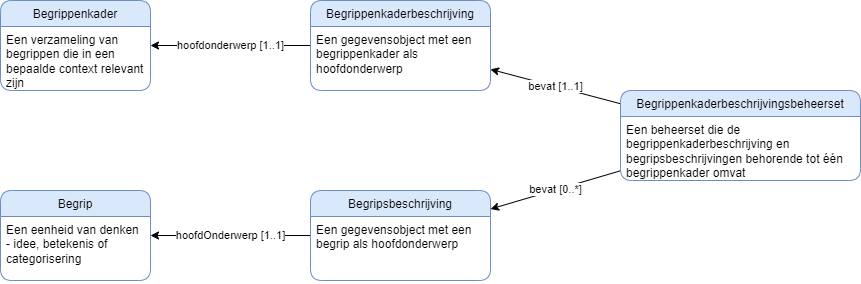 Begrippenkader
Een verzameling van
begrippen die in een
bepaalde context relevant
zijn
hoofdonderwerp [1..1]
Begrippenkaderbeschrijving
Een gegevensobject met een
begrippenkader als
hoofdonderwerp
bevat [1..1]
Begrippenkaderbeschrijvingsbeheerset
Een beheerset die de
begrippenkaderbeschrijving en
begripsbeschrijvingen behorende tot één
begrippenkader omvat
bevat [0..*]
Begrip
Een eenheid van denken
- idee, betekenis of
categorisering
hoofdOnderwerp [1..1]
Begripsbeschrijving
Een gegevensobject met een
begrip als hoofdonderwerp